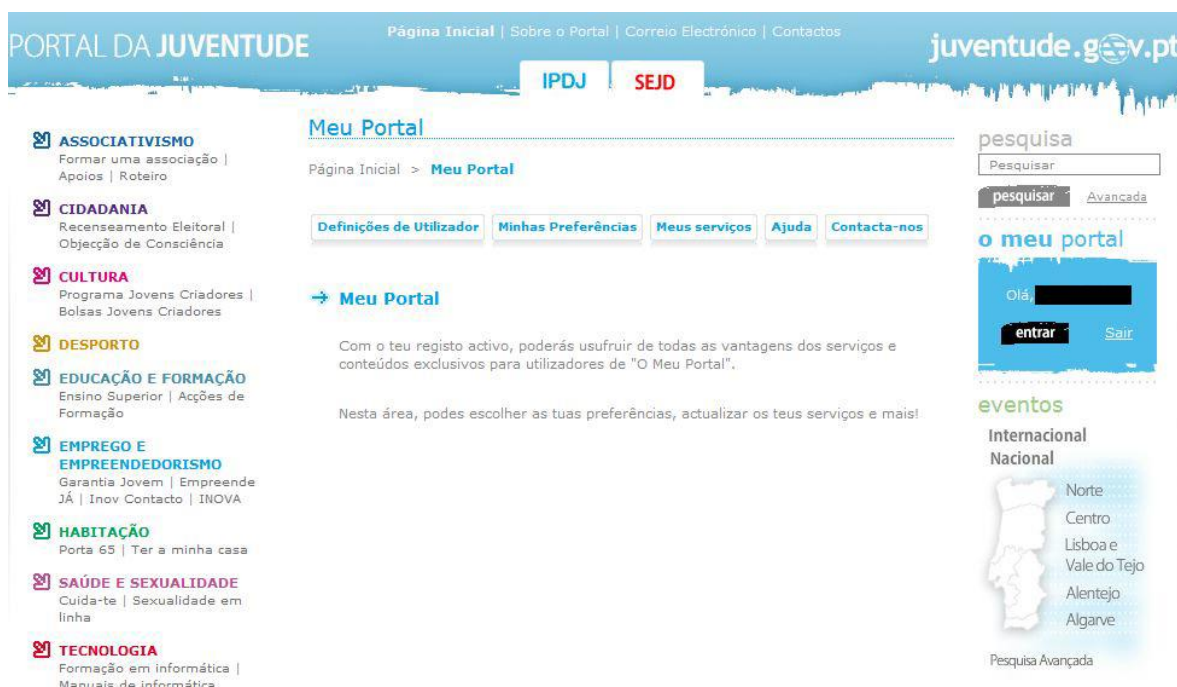 PORTAL DA JUVENTUDE
Página Inicial | Sobre o Portal | Correio Electrónico | Contactos
juventude.gov.pt
IPDJ
SEJD
ASSOCIATIVISMO
Formar uma associação |
Apoios | Roteiro
CIDADANIA
Recenseamento Eleitoral |
Objecção de Consciência
CULTURA
Programa Jovens Criadores |
Bolsas Jovens Criadores
DESPORTO
EDUCAÇÃO E FORMAÇÃO
Ensino Superior | Acções de
Formação
EMPREGO E
EMPREENDEDORISMO
Garantia Jovem | Empreende
JÁ | Inov Contacto | INOVA
HABITAÇÃO
Porta 65 | Ter a minha casa
SAÚDE E SEXUALIDADE
Cuida-te | Sexualidade em
linha
TECNOLOGIA
Formação em informática |
Manuais de informática
Meu Portal
Página Inicial > Meu Portal
Definições de Utilizador
Minhas Preferências
Meus serviços
Ajuda
Contacta-nos
Meu Portal
Com o teu registo activo, poderás usufruir de todas as vantagens dos serviços e
conteúdos exclusivos para utilizadores de "O Meu Portal".
Nesta área, podes escolher as tuas preferências, actualizar os teus serviços e mais!
pesquisa
Pesquisar
pesquisar
Avançada
o meu portal
Olá,
entrar
Sair
eventos
Internacional
Nacional
Norte
Centro
Lisboa e
Vale do Tejo
Alentejo
Algarve
Pesquisa Avançada